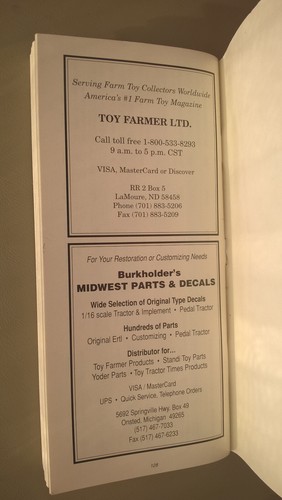 Serving Farm Toy Collectors Worldwide
America's #1 Farm Toy Magazine
TOY FARMER LTD.
Call toll free 1-800-533-8293
9 a.m. to 5 p.m. CST
VISA, MasterCard or Discover
RR 2 Box 5
LaMoure, ND 58458
Phone (701) 883-5206
Fax (701) 883-5209
For Your Restoration or Customizing Needs
Burkholder's
MIDWEST PARTS & DECALS
Wide Selection of Original Type Decals
1/16 scale Tractor & Implement • Pedal Tractor
Hundreds of Parts
Original Ertl • Customizing • Pedal Tractor
Distributor for...
Toy Farmer Products • Standi Toy Parts
Yoder Parts • Toy Tractor Times Products
VISA / MasterCard
UPS • Quick Service, Telephone Orders
5692 Springville Hwy, Box 49
Onsted, Michigan 49265
(517) 467-7033
Fax (517) 467-6233